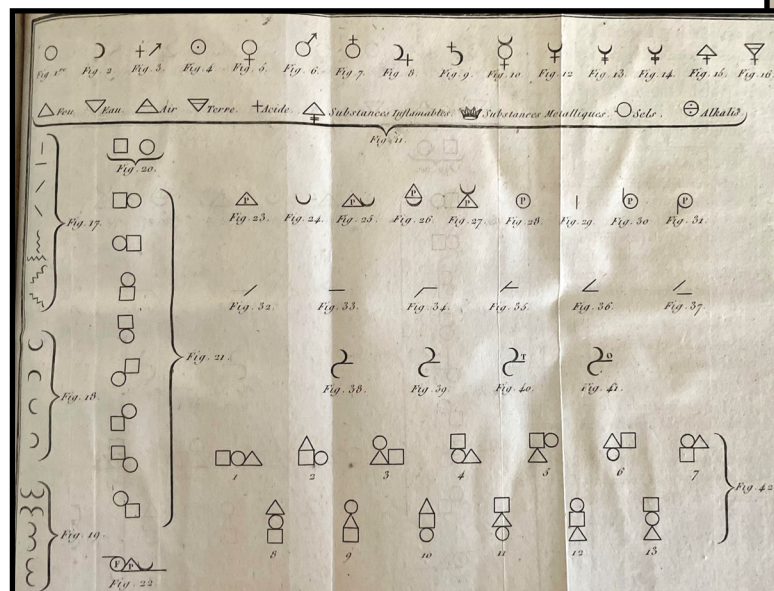 Fig. 1.re Fig. 2. Fig. 3. Fig. 4. Fig. 5. Fig. 6. Fig. 7. Fig. 8. Fig. 9. Fig. 10 Fig. 12 Fig. 13. Fig. 14. Fig. 15. Fig. 16
Feu Eau. Air Terre. Acide. Substances Inflamables. Substances Metalliques. Sels. Alkalis
Fig. 11.
Fig. 20.
Fig. 17.
P P P P P P P
Fig. 23. Fig. 24. Fig. 25. Fig. 26 Fig. 27. Fig. 28. Fig. 29. Fig. 30 Fig. 31.
Fig. 32. Fig. 33. Fig. 34. Fig. 35. Fig. 36. Fig. 37.
Fig. 21.
T O
Fig. 18.
Fig. 38. Fig. 39. Fig. 40. Fig. 41.
1 2 3 4 5 6 7
Fig. 42
Fig. 19.
8 9 10 11 12 13
F P
Fig. 22